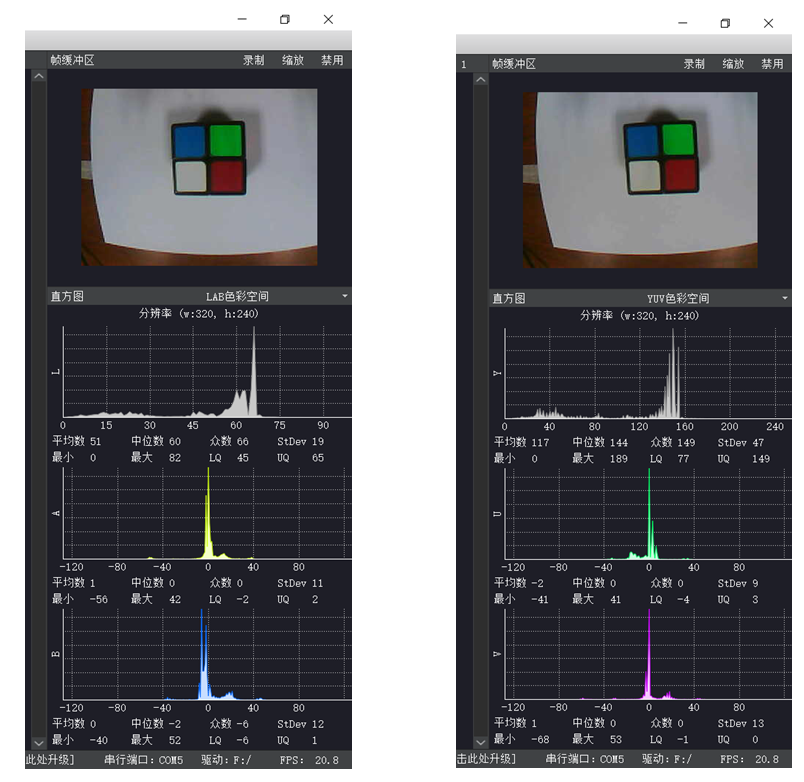 帧缓冲区 录制 缩放 禁用
直方图 LAB色彩空间
分辨率 (w:320, h:240)
L
0 15 30 45 60 75 90
平均数 51 中位数 60 众数 66 StDev 19
最小 0 最大 82 LQ 45 UQ 65
A
-120 -80 -40 0 40 80
平均数 1 中位数 0 众数 0 StDev 11
最小 -56 最大 42 LQ -2 UQ 2
B
-120 -80 -40 0 40 80
平均数 0 中位数 -2 众数 -6 StDev 12
最小 -40 最大 52 LQ -6 UQ 1
此处升级] 串行端口: COM5 驱动: F:/ FPS: 20.8
1 帧缓冲区 录制 缩放 禁用
直方图 YUV色彩空间
分辨率 (w:320, h:240)
Y
0 40 80 120 160 200 240
平均数 117 中位数 144 众数 149 StDev 47
最小 0 最大 189 LQ 77 UQ 149
U
-120 -80 -40 0 40 80
平均数 -2 中位数 0 众数 0 StDev 9
最小 -41 最大 41 LQ -4 UQ 3
V
-120 -80 -40 0 40 80
平均数 1 中位数 0 众数 0 StDev 13
最小 -68 最大 53 LQ -1 UQ 0
击此处升级] 串行端口: COM5 驱动: F:/ FPS: 20.8